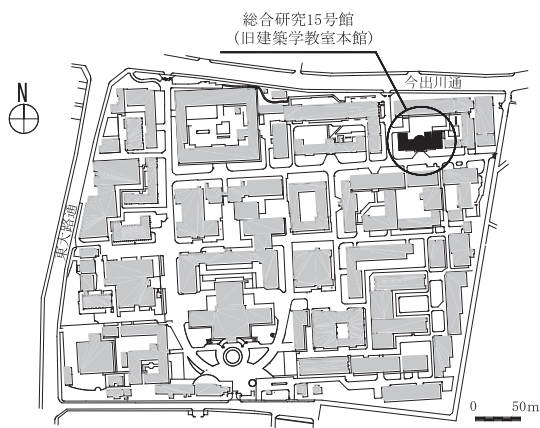 総合研究15号館
(旧建築学教室本館)
今出川通
N
東大路通
0 50m